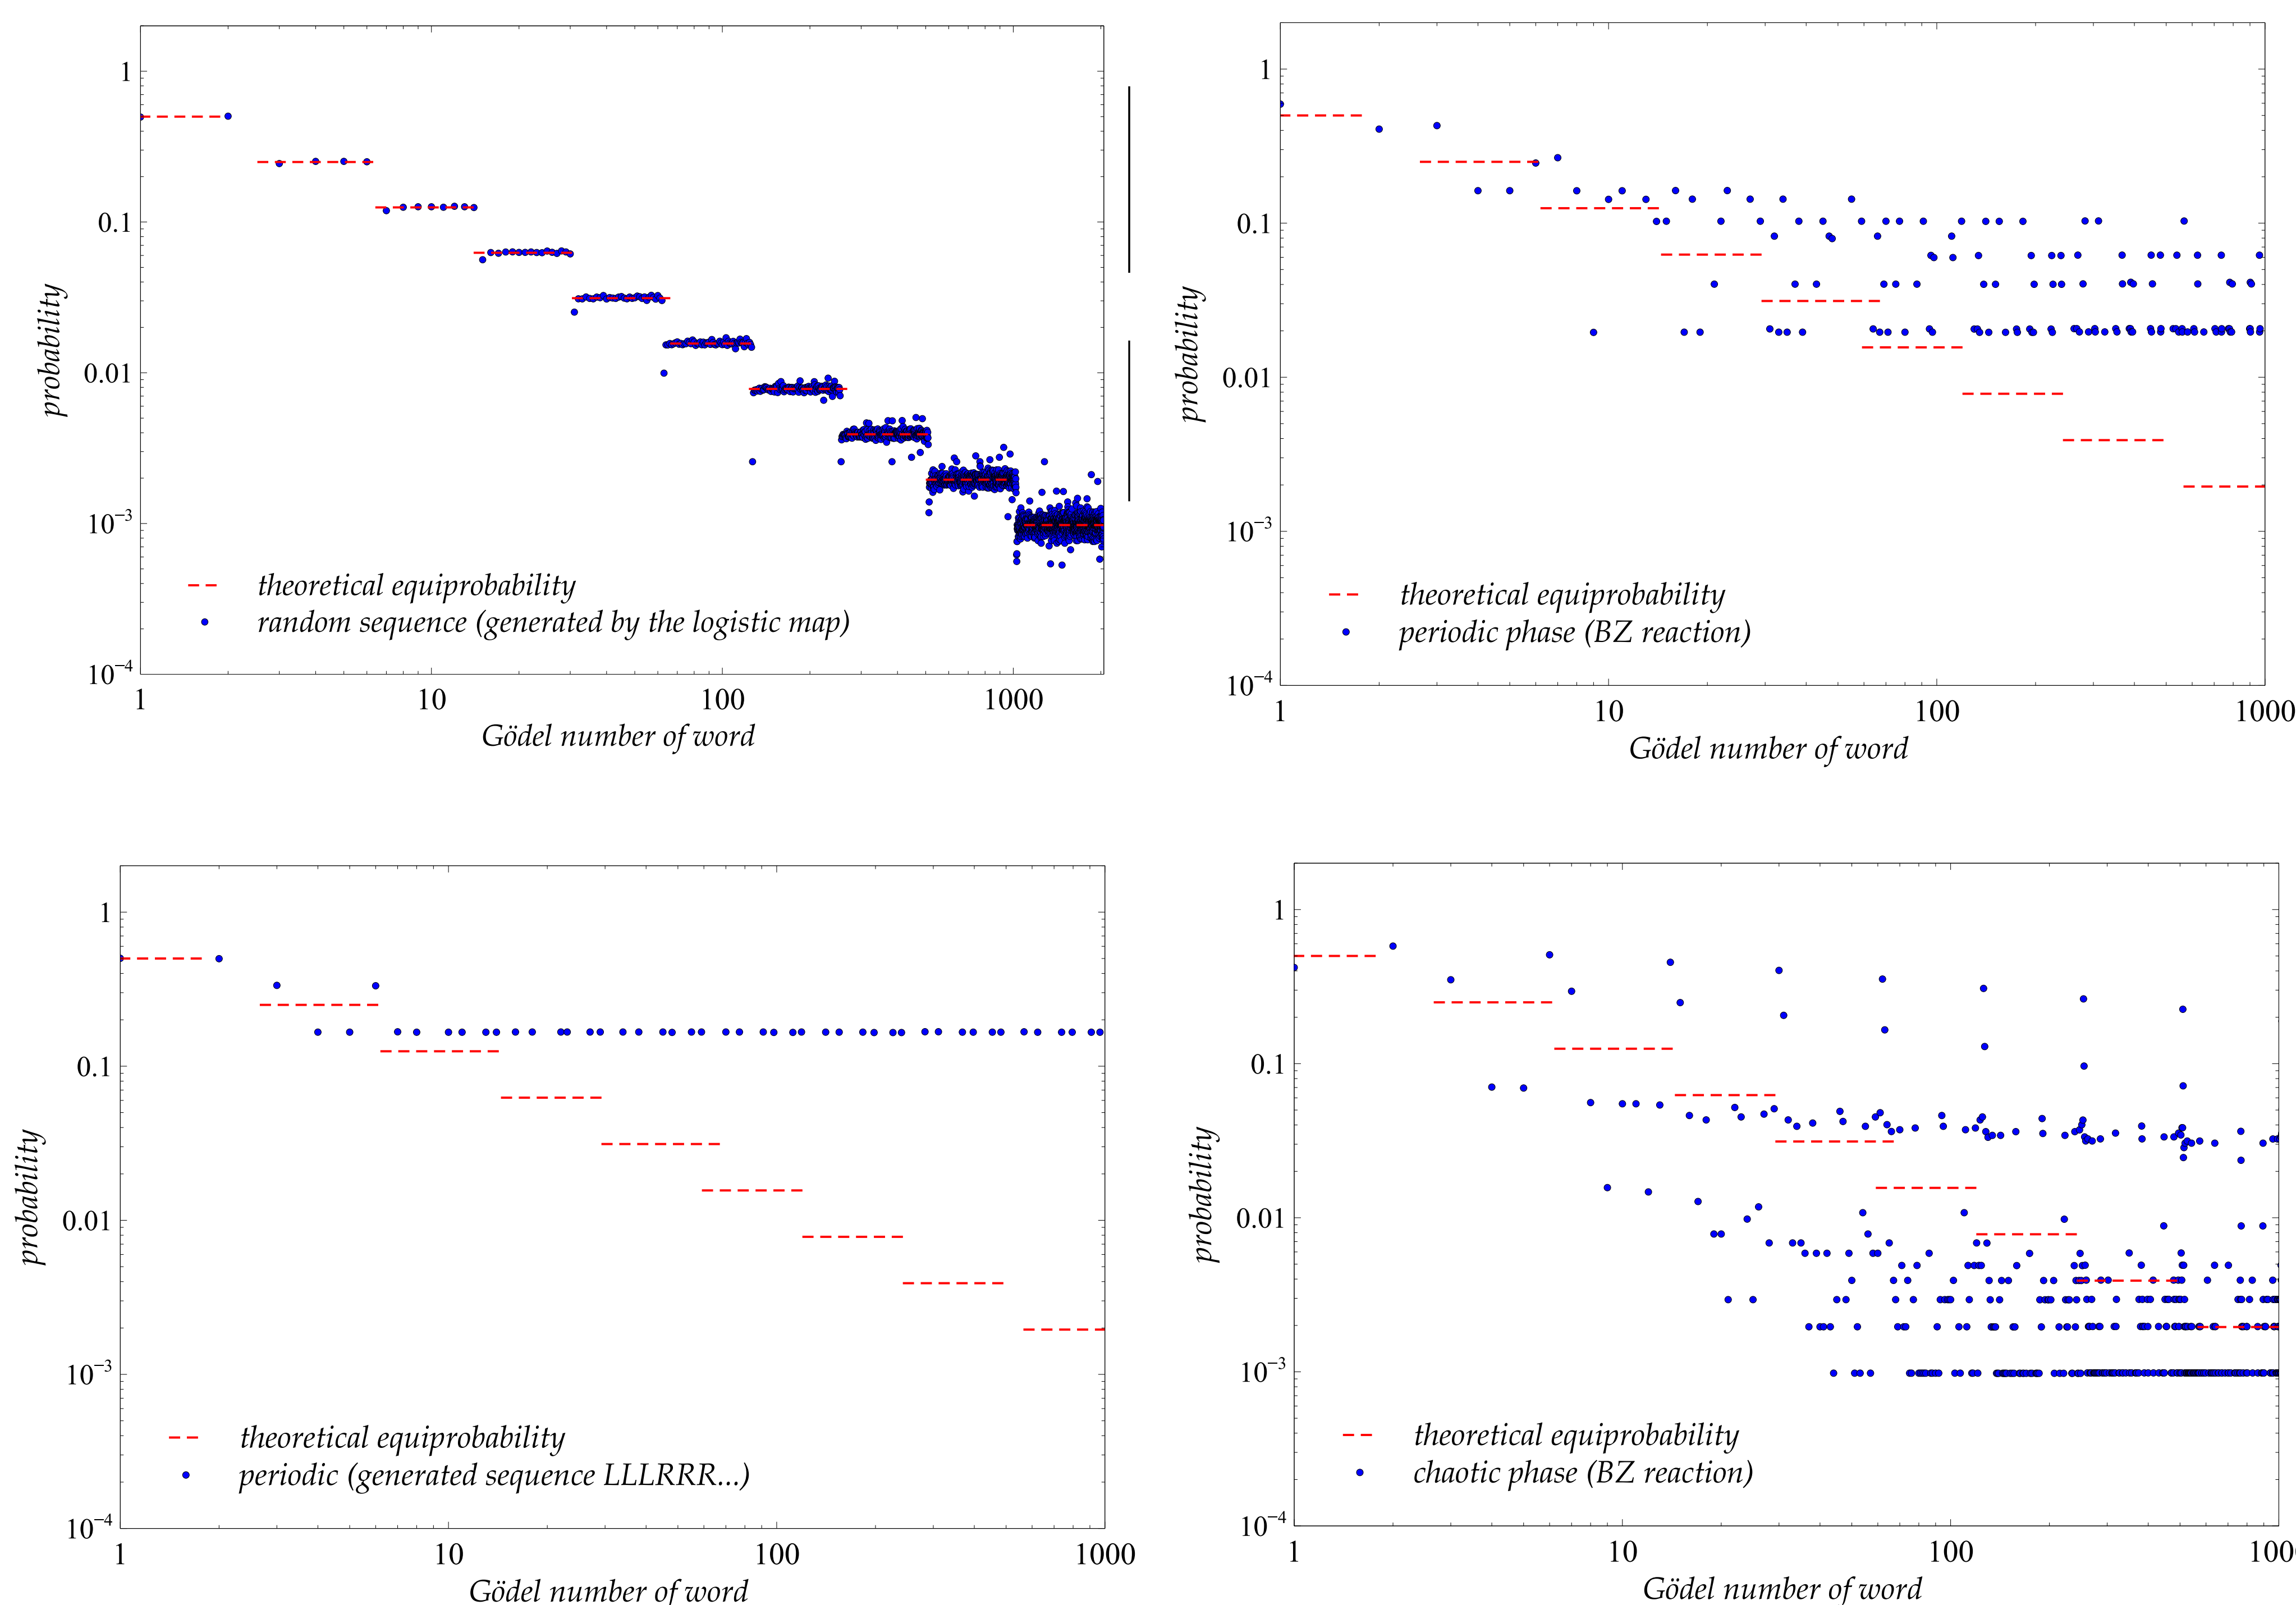 1
0.1
0.01
10⁻³
10⁻⁴
probability
theoretical equiprobability
random sequence (generated by the logistic map)
1 10 100 1000
Gödel number of word
1
0.1
0.01
10⁻³
10⁻⁴
probability
theoretical equiprobability
periodic phase (BZ reaction)
1 10 100 1000
Gödel number of word
1
0.1
0.01
10⁻³
10⁻⁴
probability
theoretical equiprobability
periodic (generated sequence LLLRRR...)
1 10 100 1000
Gödel number of word
1
0.1
0.01
10⁻³
10⁻⁴
probability
theoretical equiprobability
chaotic phase (BZ reaction)
1 10 100 100
Gödel number of word